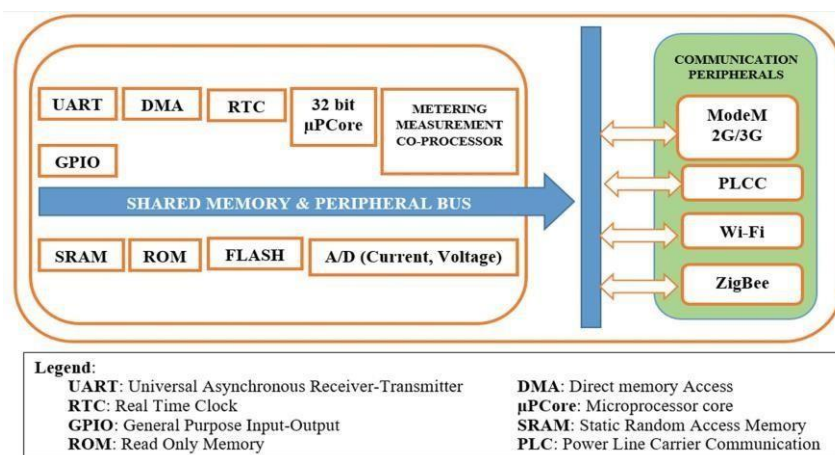 COMMUNICATION
PERIPHERALS
UART
DMA
RTC
32 bit
µPCore
METERING
MEASUREMENT
CO-PROCESSOR
ModeM
2G/3G
GPIO
PLCC
SHARED MEMORY & PERIPHERAL BUS
Wi-Fi
SRAM
ROM
FLASH
A/D (Current, Voltage)
ZigBee
Legend:
UART: Universal Asynchronous Receiver-Transmitter
DMA: Direct memory Access
RTC: Real Time Clock
µPCore: Microprocessor core
GPIO: General Purpose Input-Output
SRAM: Static Random Access Memory
ROM: Read Only Memory
PLC: Power Line Carrier Communication